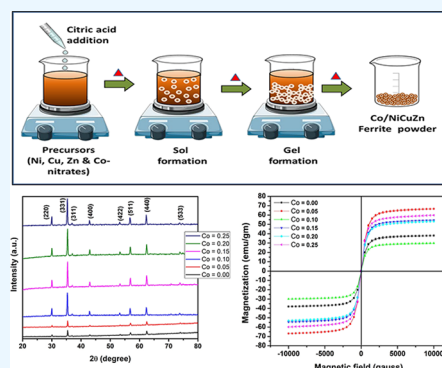 Citric acid
addition
Precursors
(Ni, Cu, Zn & Co-
nitrates)
Sol
formation
Gel
formation
Co/NiCuZn
Ferrite powder
Intensity (a.u.)
(220)
(331)
(311)
(400)
(422)
(511)
(440)
(533)
Co = 0.25
Co = 0.20
Co = 0.15
Co = 0.10
Co = 0.05
Co = 0.00
20 30 40 50 60 70 80
2θ (degree)
Magnetization (emu/gm)
80
70
60
50
40
30
20
10
0
-10
-20
-30
-40
-50
-60
-70
-80
Co = 0.00
Co = 0.05
Co = 0.10
Co = 0.15
Co = 0.20
Co = 0.25
-10000 -5000 0 5000 10000
Magnetic field (gauss)